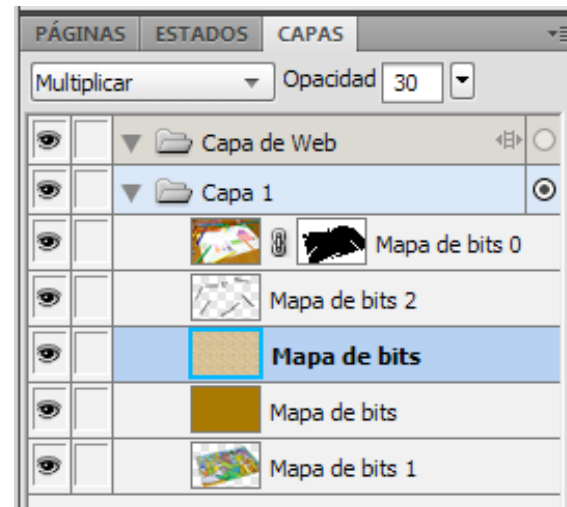 PÁGINAS ESTADOS CAPAS
Multiplicar Opacidad 30
Capa de Web
Capa 1
Mapa de bits 0
Mapa de bits 2
Mapa de bits
Mapa de bits
Mapa de bits 1